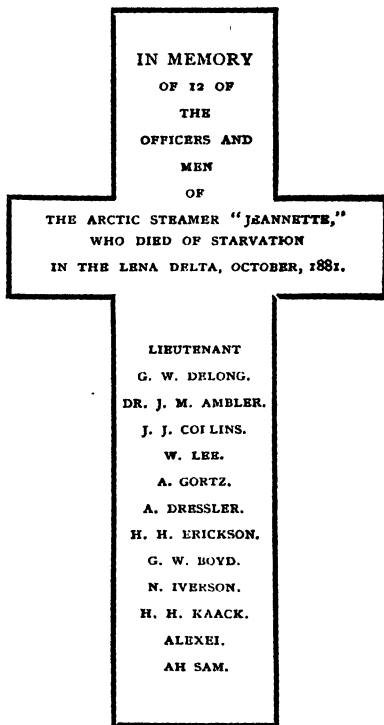 IN MEMORY
OF 12 OF
THE
OFFICERS AND
MEN
OF
THE ARCTIC STEAMER "JEANNETTE,"
WHO DIED OF STARVATION
IN THE LENA DELTA, OCTOBER, 1881.
LIEUTENANT
G. W. DELONG.
DR. J. M. AMBLER.
J. J. COLLINS.
W. LEE.
A. GORTZ.
A. DRESSLER.
H. H. ERICKSON.
G. W. BOYD.
N. IVERSON.
H. H. KAACK.
ALEXEI.
AH SAM.